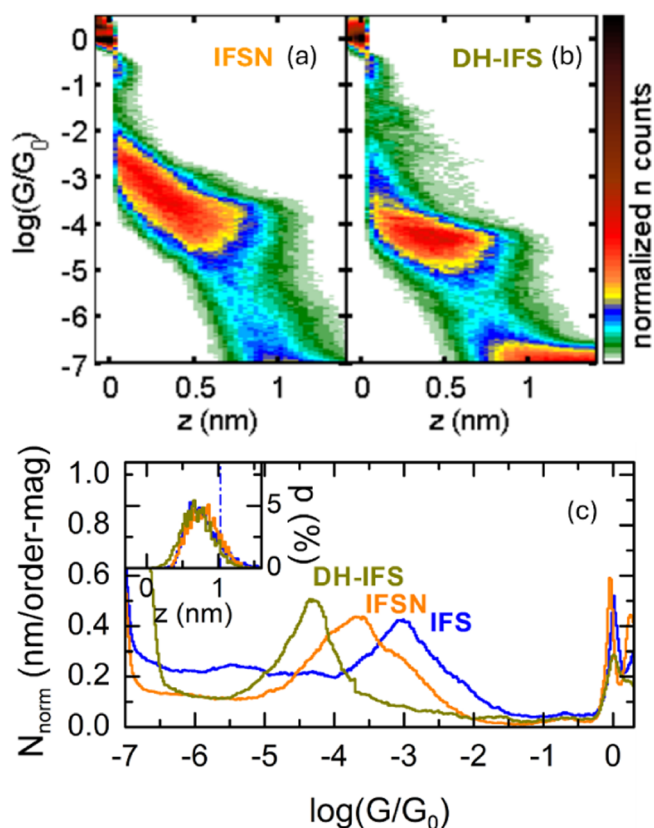 IFSN (a)
DH-IFS (b)
0
-1
-2
-3
-4
-5
-6
-7
log(G/G0)
0 0.5 1
0 0.5 1
z (nm)
z (nm)
normalized n counts
(c)
1.0
0.8
0.6
0.4
0.2
0.0
Nnorm (nm/order-mag)
5
0
p (%)
0 1
z (nm)
DH-IFS
IFSN
IFS
-7 -6 -5 -4 -3 -2 -1 0
log(G/G0)